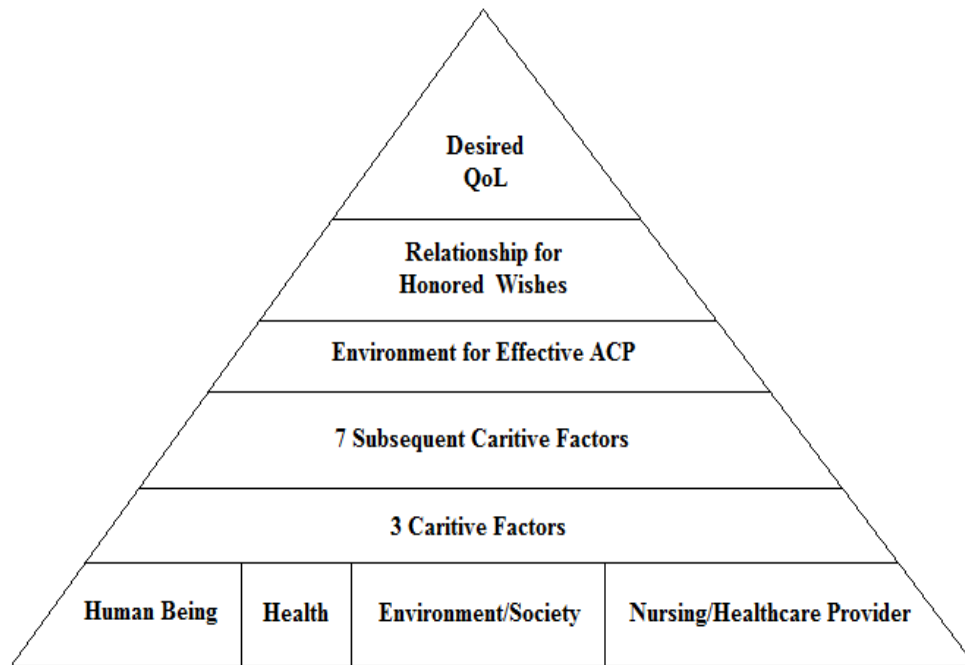 Desired
QoL
Relationship for
Honored Wishes
Environment for Effective ACP
7 Subsequent Caritive Factors
3 Caritive Factors
Human Being Health Environment/Society Nursing/Healthcare Provider